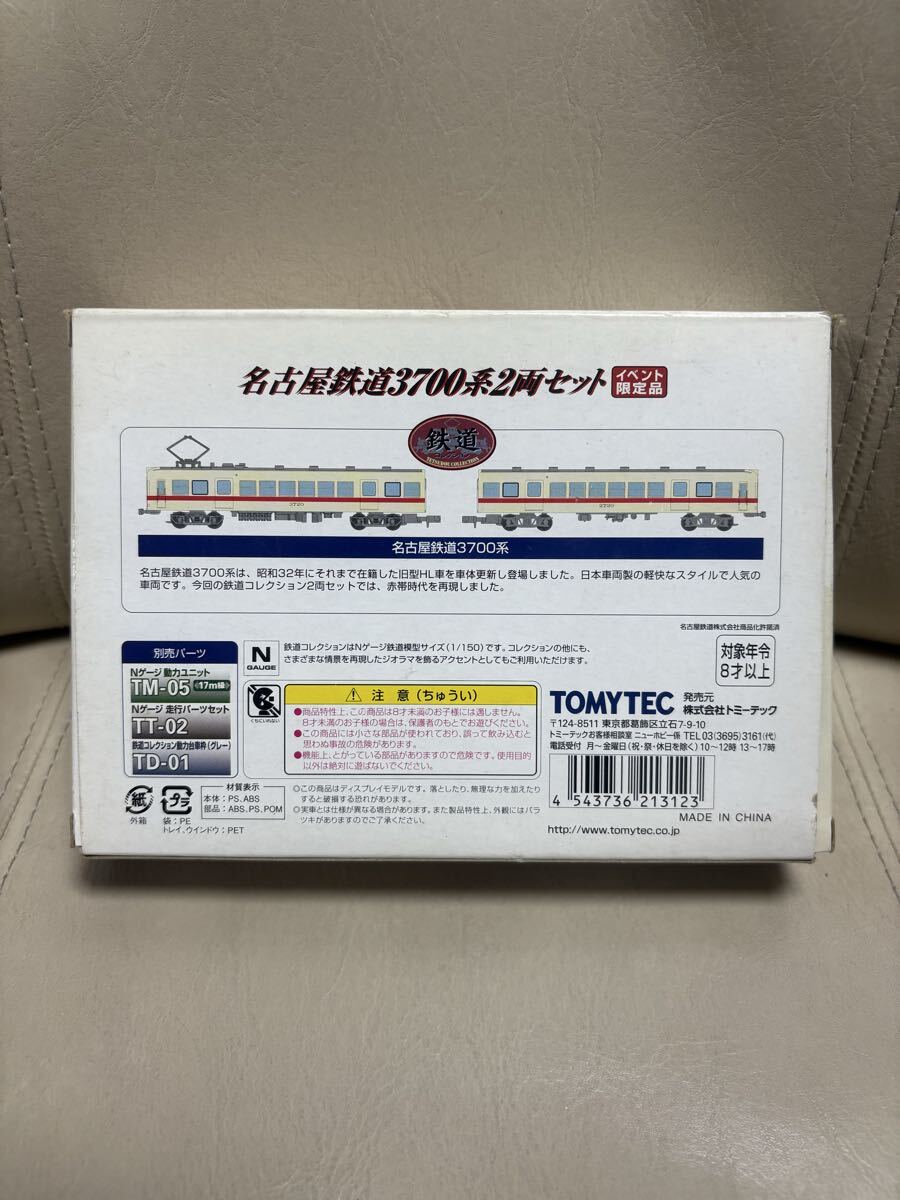 名古屋鉄道3700系2両セット
イベント
限定品
鉄道
コレクション
TETSUDOU COLLECTION
3720
2720
名古屋鉄道3700系
名古屋鉄道3700系は、昭和32年にそれまで在籍した旧型HL車を車体更新し登場しました。日本車両製の軽快なスタイルで人気の
車両です。今回の鉄道コレクション2両セットでは、赤帯時代を再現しました。
名古屋鉄道株式会社商品化許諾済
別売パーツ
Nゲージ 動力ユニット
TM-05 17m級
Nゲージ 走行パーツセット
TT-02
鉄道コレクション動力台車枠(グレー)
TD-01
N
GAUGE
鉄道コレクションはNゲージ鉄道模型サイズ(1/150)です。コレクションの他にも、
さまざまな情景を再現したジオラマを飾るアクセントとしてもご利用いただけます。
対象年令
8才以上
くちにいれない
注 意 (ちゅうい)
●商品特性上、この商品は8才未満のお子様には適しません。
8才未満のお子様の場合は、保護者のもとでお遊びください。
●この商品には小さな部品が使われており、誤って飲み込むと
思わぬ事故の危険があります。
●機能上、とがっている部品がありますので危険です。使用目的
以外は絶対に遊ばないでください。
TOMYTEC 発売元
株式会社トミーテック
〒124-8511 東京都葛飾区立石7-9-10
トミーテックお客様相談室 ニューホビー係 TEL 03(3695)3161(代)
電話受付 月〜金曜日(祝・祭・休日を除く)10〜12時 13〜17時
紙
外箱
プラ
袋:PE
トレイ、ウインドウ:PET
材質表示
本体:PS、ABS
部品:ABS、PS、POM
◎この商品はディスプレイモデルです。落としたり、無理な力を加えたり
すると破損する恐れがあります。
◎実車とは仕様が異なる場合があります。また製品特性上、外観にはバラ
ツキがありますのでご了承ください。
4 543736 213123
MADE IN CHINA
http://www.tomytec.co.jp